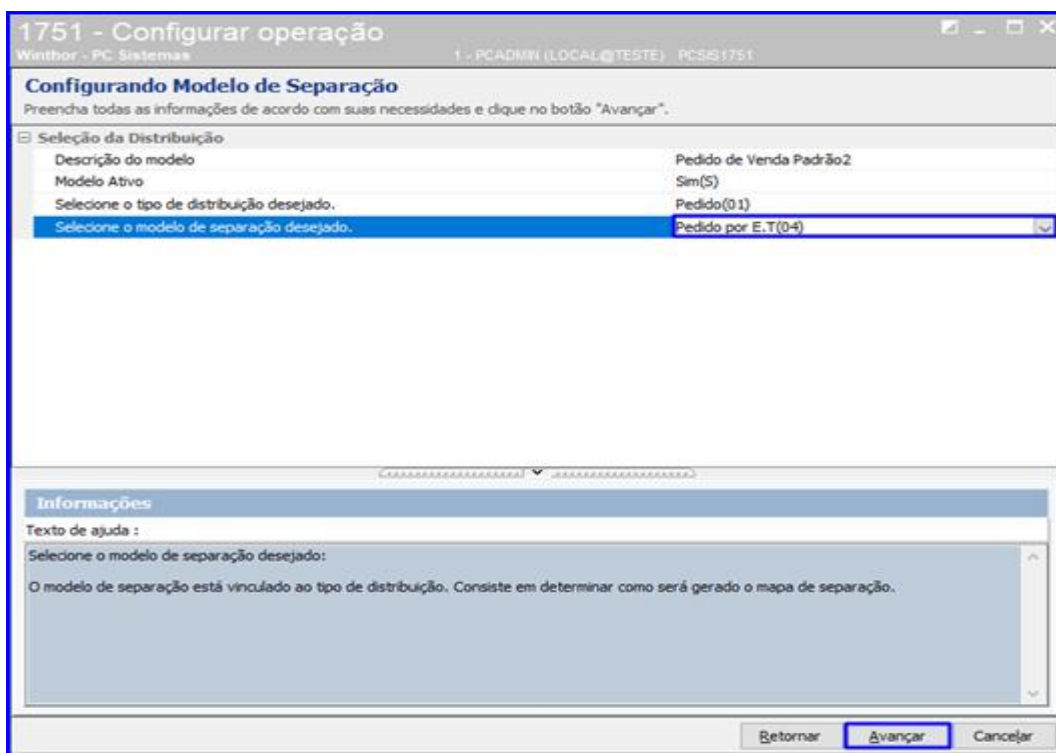 1751 - Configurar operação
Winthor - PC Sistemas 1 - PCADMIN (LOCAL@TESTE) PCSIS1751
Configurando Modelo de Separação
Preencha todas as informações de acordo com suas necessidades e clique no botão "Avançar".
Seleção da Distribuição
Descrição do modelo Pedido de Venda Padrão2
Modelo Ativo Sim(S)
Selecione o tipo de distribuição desejado. Pedido(01)
Selecione o modelo de separação desejado. Pedido por E.T(04)
Informações
Texto de ajuda :
Selecione o modelo de separação desejado:
O modelo de separação está vinculado ao tipo de distribuição. Consiste em determinar como será gerado o mapa de separação.
Retornar Avançar Cancelar